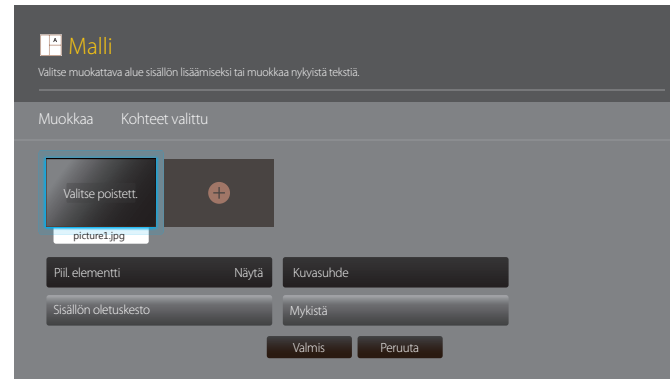 A
Malli
Valitse muokattava alue sisällön lisäämiseksi tai muokkaa nykyistä tekstiä.
Muokkaa Kohteet valittu
Valitse poistett.
picture1.jpg
Piil. elementti Näytä Kuvasuhde
Sisällön oletuskesto Mykistä
Valmis Peruuta